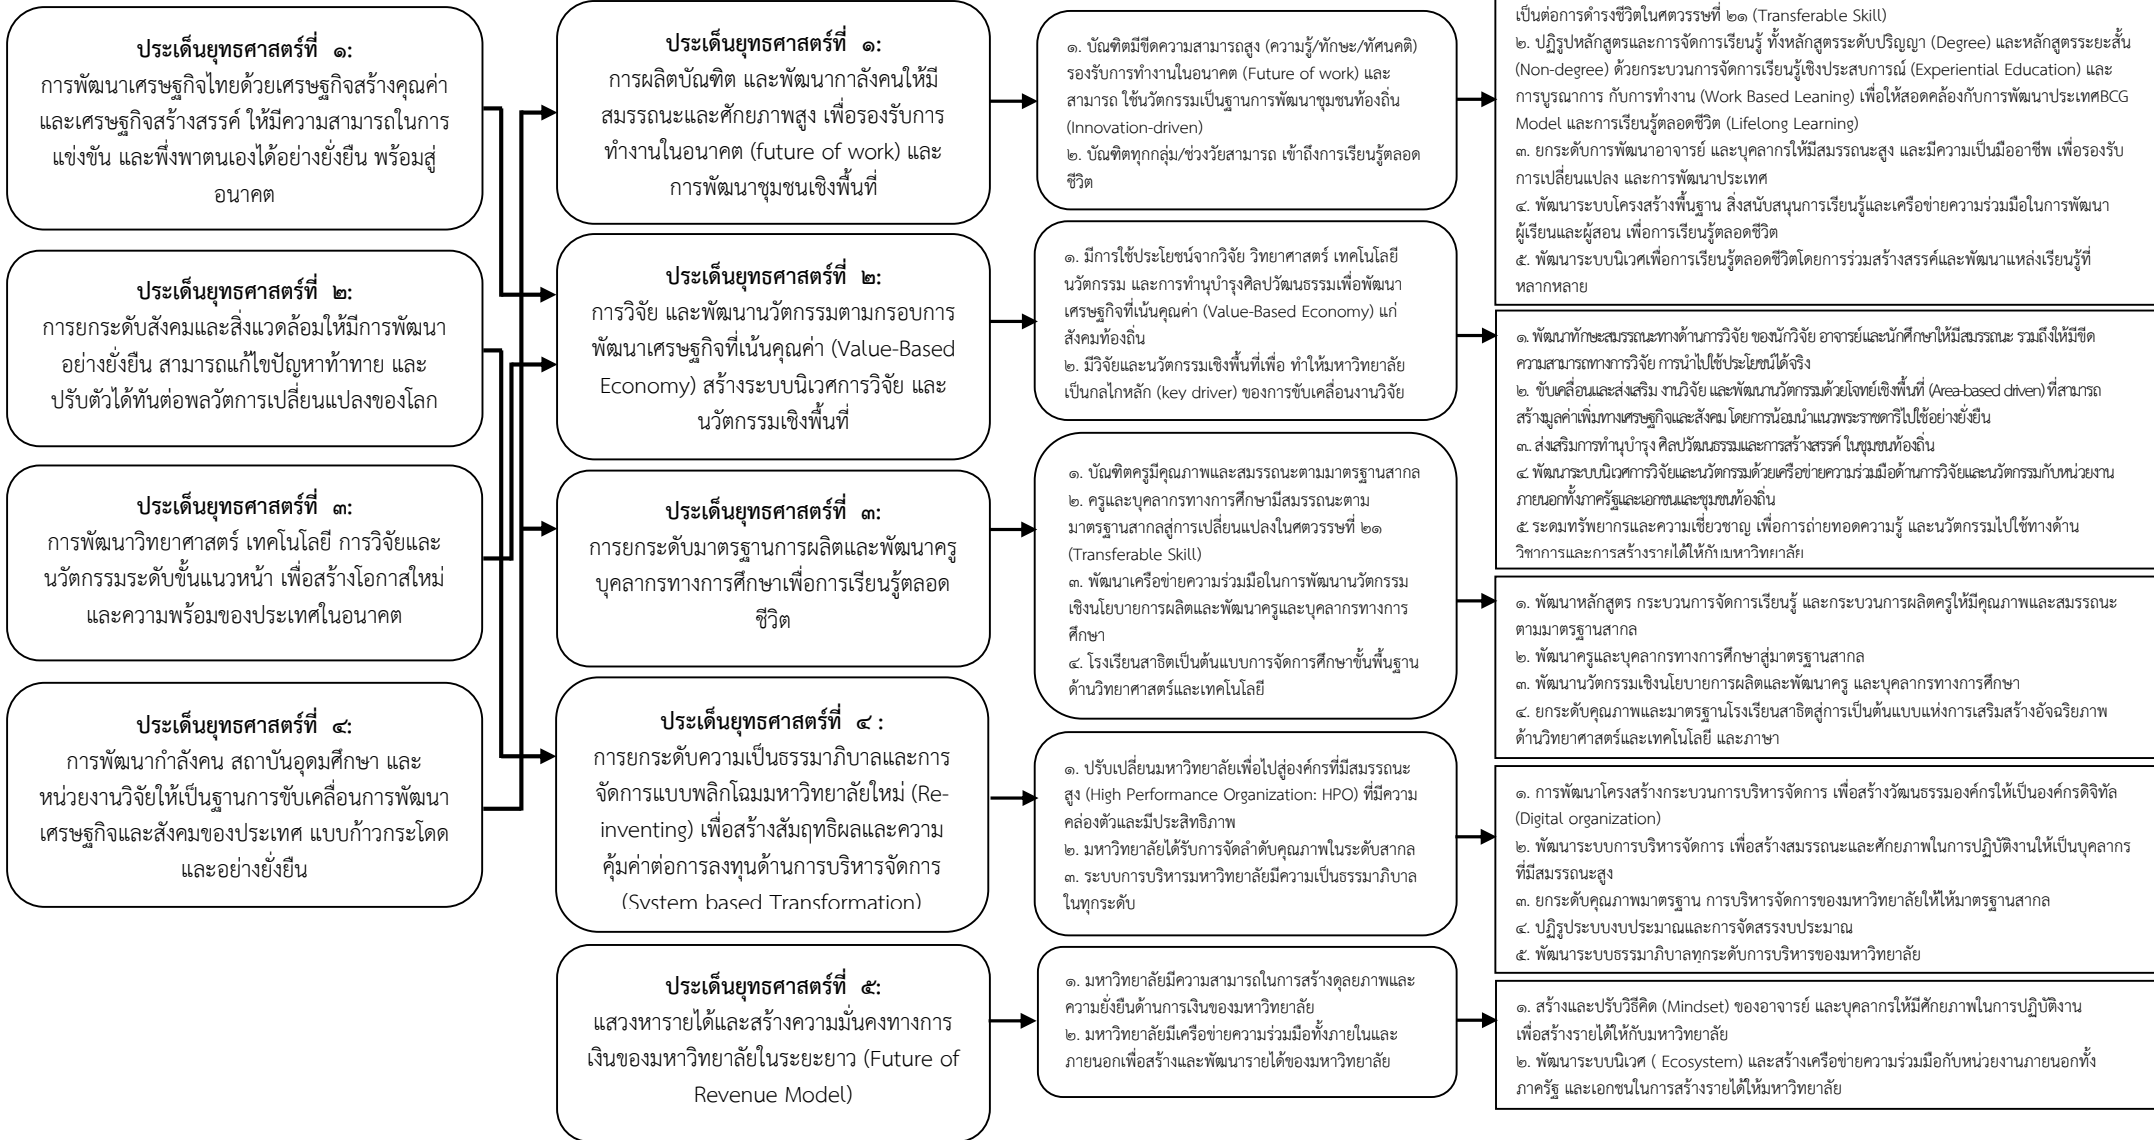 ประเด็นยุทธศาสตร์ที่ ๑:
การพัฒนาเศรษฐกิจไทยด้วยเศรษฐกิจสร้างคุณค่า
และเศรษฐกิจสร้างสรรค์ ให้มีความสามารถในการ
แข่งขัน และพึ่งพาตนเองได้อย่างยั่งยืน พร้อมสู่
อนาคต
ประเด็นยุทธศาสตร์ที่ ๒:
การยกระดับสังคมและสิ่งแวดล้อมให้มีการพัฒนา
อย่างยั่งยืน สามารถแก้ไขปัญหาท้าทาย และ
ปรับตัวได้ทันต่อพลวัตการเปลี่ยนแปลงของโลก
ประเด็นยุทธศาสตร์ที่ ๓:
การพัฒนาวิทยาศาสตร์ เทคโนโลยี การวิจัยและ
นวัตกรรมระดับขั้นแนวหน้า เพื่อสร้างโอกาสใหม่
และความพร้อมของประเทศในอนาคต
ประเด็นยุทธศาสตร์ที่ ๔:
การพัฒนากำลังคน สถาบันอุดมศึกษา และ
หน่วยงานวิจัยให้เป็นฐานการขับเคลื่อนการพัฒนา
เศรษฐกิจและสังคมของประเทศ แบบก้าวกระโดด
และอย่างยั่งยืน
ประเด็นยุทธศาสตร์ที่ ๑:
การผลิตบัณฑิต และพัฒนากาลังคนให้มี
สมรรถนะและศักยภาพสูง เพื่อรองรับการ
ทำงานในอนาคต (future of work) และ
การพัฒนาชุมชนเชิงพื้นที่
ประเด็นยุทธศาสตร์ที่ ๒:
การวิจัย และพัฒนานวัตกรรมตามกรอบการ
พัฒนาเศรษฐกิจที่เน้นคุณค่า (Value-Based
Economy) สร้างระบบนิเวศการวิจัย และ
นวัตกรรมเชิงพื้นที่
ประเด็นยุทธศาสตร์ที่ ๓:
การยกระดับมาตรฐานการผลิตและพัฒนาครู
บุคลากรทางการศึกษาเพื่อการเรียนรู้ตลอด
ชีวิต
ประเด็นยุทธศาสตร์ที่ ๔ :
การยกระดับความเป็นธรรมาภิบาลและการ
จัดการแบบพลิกโฉมมหาวิทยาลัยใหม่ (Re-
inventing) เพื่อสร้างสัมฤทธิผลและความ
คุ้มค่าต่อการลงทุนด้านการบริหารจัดการ
(System based Transformation)
ประเด็นยุทธศาสตร์ที่ ๕:
แสวงหารายได้และสร้างความมั่นคงทางการ
เงินของมหาวิทยาลัยในระยะยาว (Future of
Revenue Model)
๑. บัณฑิตมีขีดความสามารถสูง (ความรู้/ทักษะ/ทัศนคติ)
รองรับการทำงานในอนาคต (Future of work) และ
สามารถ ใช้นวัตกรรมเป็นฐานการพัฒนาชุมชนท้องถิ่น
(Innovation-driven)
๒. บัณฑิตทุกกลุ่ม/ช่วงวัยสามารถ เข้าถึงการเรียนรู้ตลอด
ชีวิต
๑. มีการใช้ประโยชน์จากวิจัย วิทยาศาสตร์ เทคโนโลยี
นวัตกรรม และการทำนุบำรุงศิลปวัฒนธรรมเพื่อพัฒนา
เศรษฐกิจที่เน้นคุณค่า (Value-Based Economy) แก่
สังคมท้องถิ่น
๒. มีวิจัยและนวัตกรรมเชิงพื้นที่เพื่อ ทำให้มหาวิทยาลัย
เป็นกลไกหลัก (key driver) ของการขับเคลื่อนงานวิจัย
๑. บัณฑิตครูมีคุณภาพและสมรรถนะตามมาตรฐานสากล
๒. ครูและบุคลากรทางการศึกษามีสมรรถนะตาม
มาตรฐานสากลสู่การเปลี่ยนแปลงในศตวรรษที่ ๒๑
(Transferable Skill)
๓. พัฒนาเครือข่ายความร่วมมือในการพัฒนานวัตกรรม
เชิงนโยบายการผลิตและพัฒนาครูและบุคลากรทางการ
ศึกษา
๔. โรงเรียนสาธิตเป็นต้นแบบการจัดการศึกษาขั้นพื้นฐาน
ด้านวิทยาศาสตร์และเทคโนโลยี
๑. ปรับเปลี่ยนมหาวิทยาลัยเพื่อไปสู่องค์กรที่มีสมรรถนะ
สูง (High Performance Organization: HPO) ที่มีความ
คล่องตัวและมีประสิทธิภาพ
๒. มหาวิทยาลัยได้รับการจัดลำดับคุณภาพในระดับสากล
๓. ระบบการบริหารมหาวิทยาลัยมีความเป็นธรรมาภิบาล
ในทุกระดับ
๑. มหาวิทยาลัยมีความสามารถในการสร้างดุลยภาพและ
ความยั่งยืนด้านการเงินของมหาวิทยาลัย
๒. มหาวิทยาลัยมีเครือข่ายความร่วมมือทั้งภายในและ
ภายนอกเพื่อสร้างและพัฒนารายได้ของมหาวิทยาลัย
เป็นต่อการดำรงชีวิตในศตวรรษที่ ๒๑ (Transferable Skill)
๒. ปฏิรูปหลักสูตรและการจัดการเรียนรู้ ทั้งหลักสูตรระดับปริญญา (Degree) และหลักสูตรระยะสั้น
(Non-degree) ด้วยกระบวนการจัดการเรียนรู้เชิงประสบการณ์ (Experiential Education) และ
การบูรณาการ กับการทำงาน (Work Based Leaning) เพื่อให้สอดคล้องกับการพัฒนาประเทศBCG
Model และการเรียนรู้ตลอดชีวิต (Lifelong Learning)
๓. ยกระดับการพัฒนาอาจารย์ และบุคลากรให้มีสมรรถนะสูง และมีความเป็นมืออาชีพ เพื่อรองรับ
การเปลี่ยนแปลง และการพัฒนาประเทศ
๔. พัฒนาระบบโครงสร้างพื้นฐาน สิ่งสนับสนุนการเรียนรู้และเครือข่ายความร่วมมือในการพัฒนา
ผู้เรียนและผู้สอน เพื่อการเรียนรู้ตลอดชีวิต
๕. พัฒนาระบบนิเวศเพื่อการเรียนรู้ตลอดชีวิตโดยการร่วมสร้างสรรค์และพัฒนาแหล่งเรียนรู้ที่
หลากหลาย
๑. พัฒนาทักษะสมรรถนะทางด้านการวิจัย ของนักวิจัย อาจารย์และนักศึกษาให้มีสมรรถนะ รวมถึงให้มีขีด
ความสามารถทางการวิจัย การนำไปใช้ประโยชน์ได้จริง
๒. ขับเคลื่อนและส่งเสริม งานวิจัย และพัฒนานวัตกรรมด้วยโจทย์เชิงพื้นที่ (Area-based driven) ที่สามารถ
สร้างมูลค่าเพิ่มทางเศรษฐกิจและสังคม โดยการน้อมนำแนวพระราชดาริไปใช้อย่างยั่งยืน
๓. ส่งเสริมการทำนุบำรุง ศิลปวัฒนธรรมและการสร้างสรรค์ ในชุมชนท้องถิ่น
๔. พัฒนาระบบนิเวศการวิจัยและนวัตกรรมด้วยเครือข่ายความร่วมมือด้านการวิจัยและนวัตกรรมกับหน่วยงาน
ภายนอกทั้งภาครัฐและเอกชนและชุมชนท้องถิ่น
๕. ระดมทรัพยากรและความเชี่ยวชาญ เพื่อการถ่ายทอดความรู้ และนวัตกรรมไปใช้ทางด้าน
วิชาการและการสร้างรายได้ให้กับมหาวิทยาลัย
๑. พัฒนาหลักสูตร กระบวนการจัดการเรียนรู้ และกระบวนการผลิตครูให้มีคุณภาพและสมรรถนะ
ตามมาตรฐานสากล
๒. พัฒนาครูและบุคลากรทางการศึกษาสู่มาตรฐานสากล
๓. พัฒนานวัตกรรมเชิงนโยบายการผลิตและพัฒนาครู และบุคลากรทางการศึกษา
๔. ยกระดับคุณภาพและมาตรฐานโรงเรียนสาธิตสู่การเป็นต้นแบบแห่งการเสริมสร้างอัจฉริยภาพ
ด้านวิทยาศาสตร์และเทคโนโลยี และภาษา
๑. การพัฒนาโครงสร้างกระบวนการบริหารจัดการ เพื่อสร้างวัฒนธรรมองค์กรให้เป็นองค์กรดิจิทัล
(Digital organization)
๒. พัฒนาระบบการบริหารจัดการ เพื่อสร้างสมรรถนะและศักยภาพในการปฏิบัติงานให้เป็นบุคลากร
ที่มีสมรรถนะสูง
๓. ยกระดับคุณภาพมาตรฐาน การบริหารจัดการของมหาวิทยาลัยให้ให้มาตรฐานสากล
๔. ปฏิรูประบบงบประมาณและการจัดสรรงบประมาณ
๕. พัฒนาระบบธรรมาภิบาลทุกระดับการบริหารของมหาวิทยาลัย
๑. สร้างและปรับวิธีคิด (Mindset) ของอาจารย์ และบุคลากรให้มีศักยภาพในการปฏิบัติงาน
เพื่อสร้างรายได้ให้กับมหาวิทยาลัย
๒. พัฒนาระบบนิเวศ ( Ecosystem) และสร้างเครือข่ายความร่วมมือกับหน่วยงานภายนอกทั้ง
ภาครัฐ และเอกชนในการสร้างรายได้ให้มหาวิทยาลัย